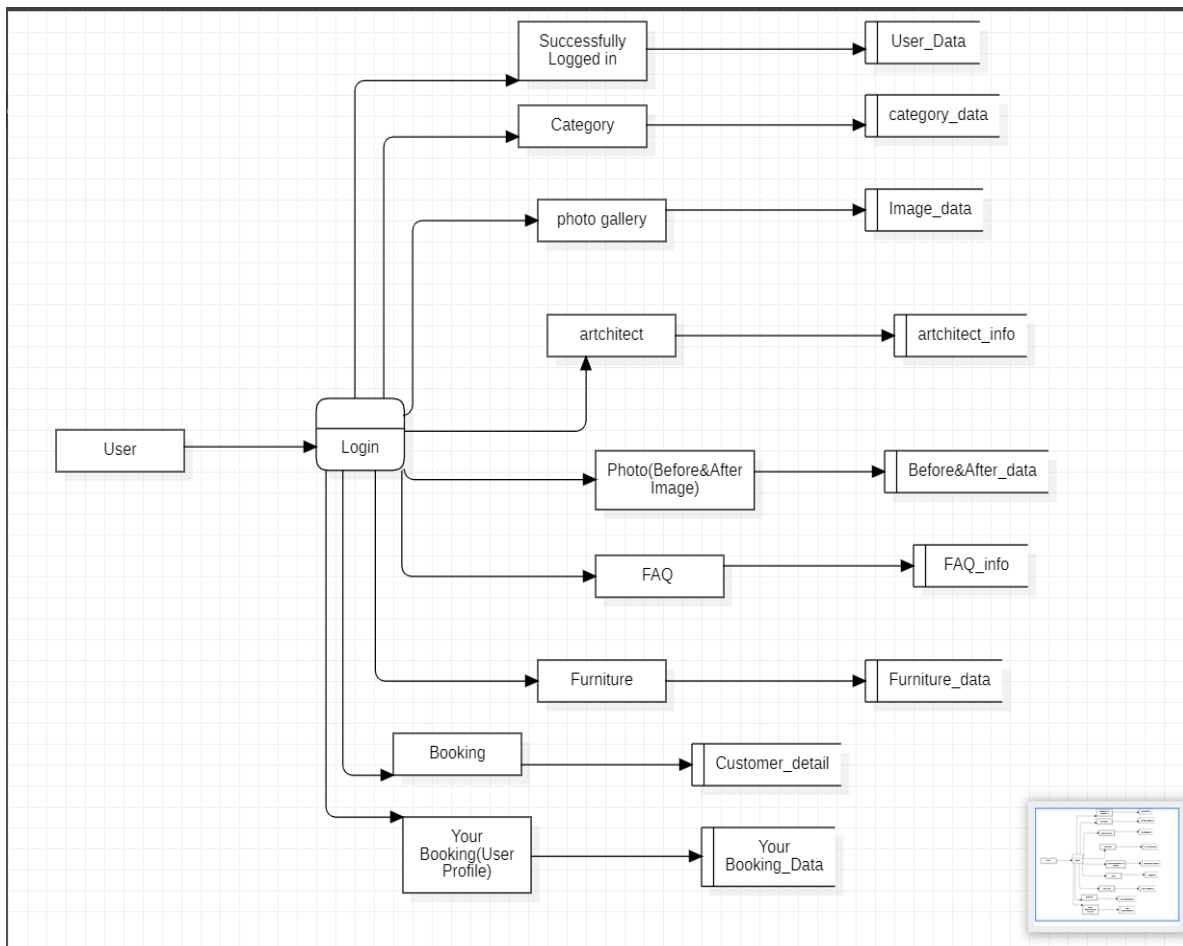 Successfully
Logged in
User_Data
Category
category_data
photo gallery
Image_data
artchitect
artchitect_info
User
Login
Photo(Before&After
Image)
Before&After_data
FAQ
FAQ_info
Furniture
Furniture_data
Booking
Customer_detail
Your
Booking(User
Profile)
Your
Booking_Data